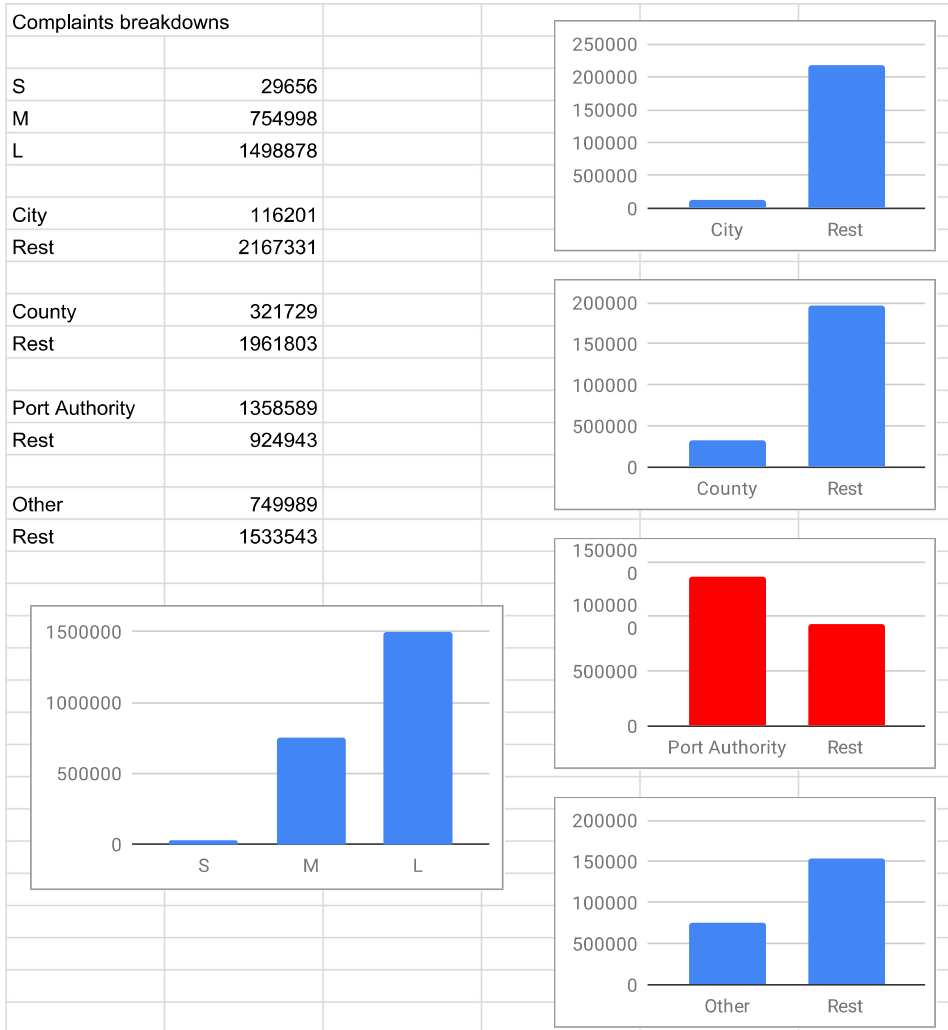 Complaints breakdowns
S 29656
M 754998
L 1498878
City 116201
Rest 2167331
County 321729
Rest 1961803
Port Authority 1358589
Rest 924943
Other 749989
Rest 1533543
1500000
1000000
500000
0
S M L
250000
200000
150000
100000
500000
0
City Rest
200000
150000
100000
500000
0
County Rest
150000
0
100000
0
500000
0
Port Authority Rest
200000
150000
100000
500000
0
Other Rest